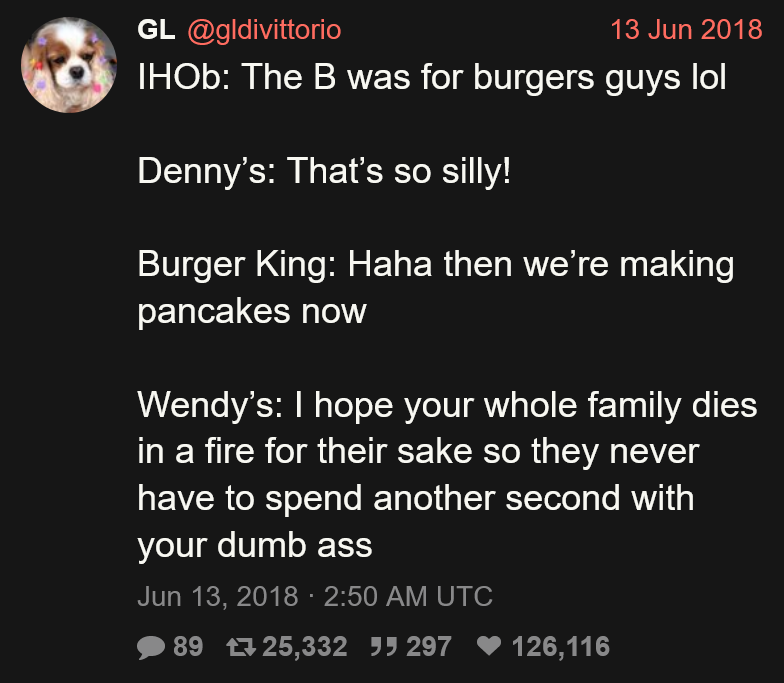 GL @gldivittorio 13 Jun 2018
IHOb: The B was for burgers guys lol
Denny’s: That’s so silly!
Burger King: Haha then we’re making
pancakes now
Wendy’s: I hope your whole family dies
in a fire for their sake so they never
have to spend another second with
your dumb ass
Jun 13, 2018 · 2:50 AM UTC
89 25,332 297 126,116